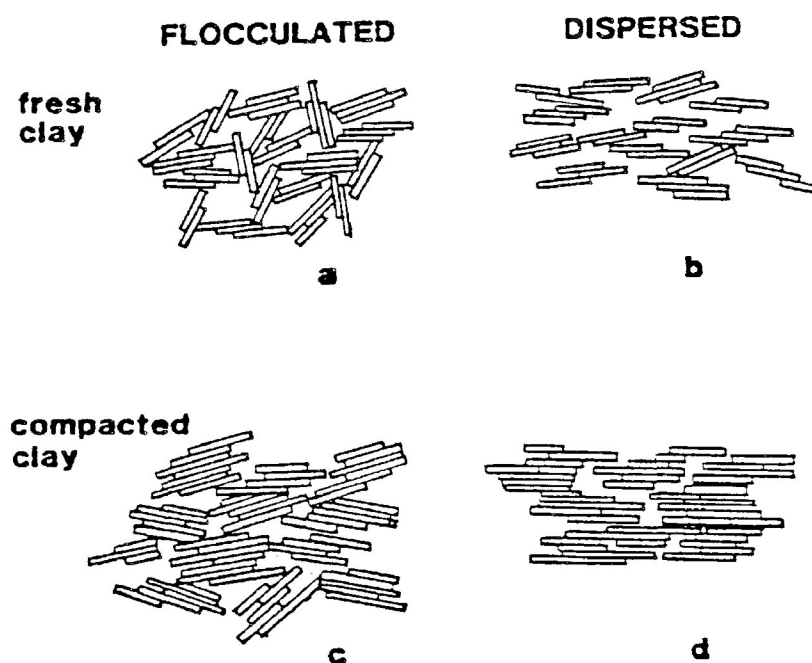 FLOCCULATED
DISPERSED
fresh
clay
a
b
compacted
clay
c
d